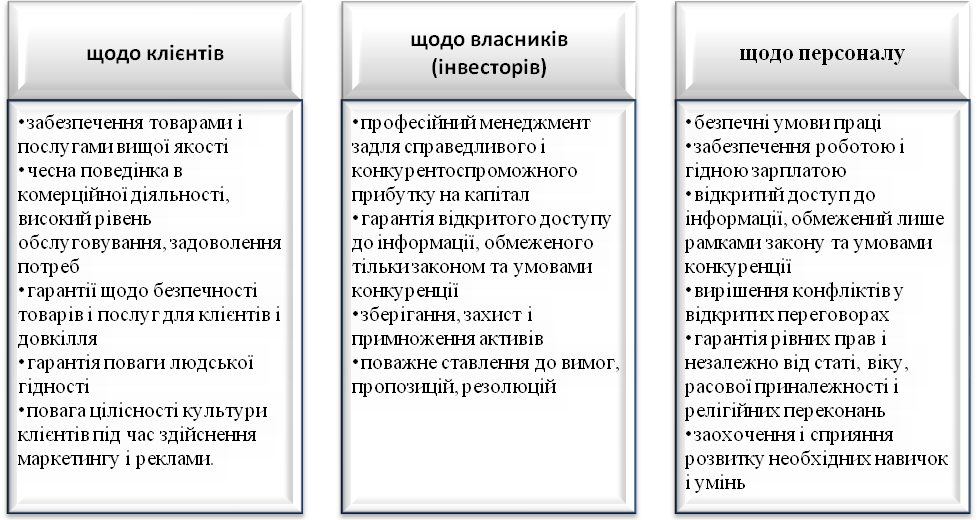 щодо клієнтів
•забезпечення товарами і
послугами вищої якості
•чесна поведінка в
комерційної діяльності,
високий рівень
обслуговування, задоволення
потреб
•гарантії щодо безпечності
товарів і послуг для клієнтів і
довкілля
•гарантія поваги людської
гідності
•повага цілісності культури
клієнтів під час здійснення
маркетингу і реклами.
щодо власників
(інвесторів)
•професійний менеджмент
задля справедливого і
конкурентоспроможного
прибутку на капітал
•гарантія відкритого доступу
до інформації, обмеженого
тільки законом та умовами
конкуренції
•зберігання, захист і
примноження активів
•поважне ставлення до вимог,
пропозицій, резолюцій
щодо персоналу
•безпечні умови праці
•забезпечення роботою і
гідною зарплатою
•відкритий доступ до
інформації, обмежений лише
рамками закону та умовами
конкуренції
•вирішення конфліктів у
відкритих переговорах
•гарантія рівних прав і
незалежно від статі, віку,
расової приналежності і
релігійних переконань
•заохочення і сприяння
розвитку необхідних навичок
і умінь